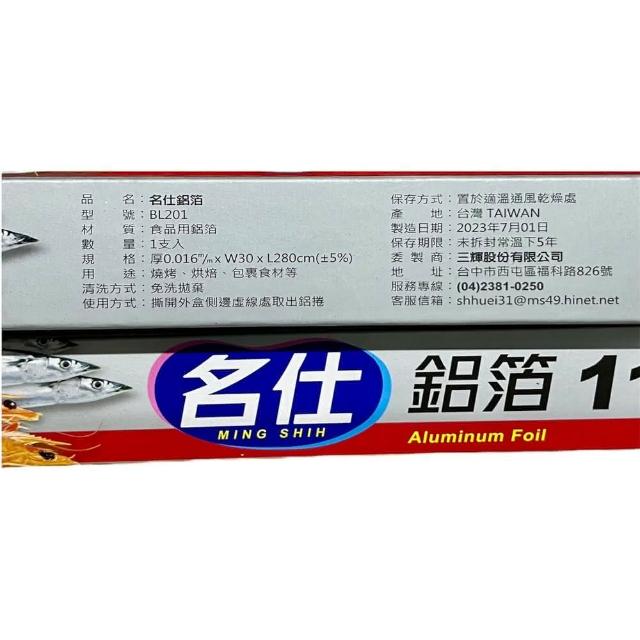 品名：名仕鋁箔
型號：BL201
材質：食品用鋁箔
數量：1支入
規格：厚0.016㎜ x W30 x L280cm(±5%)
用途：燒烤、烘焙、包裹食材等
清洗方式：免洗拋棄
使用方式：撕開外盒側邊虛線處取出鋁捲
保存方式：置於適溫通風乾燥處
產地：台灣 TAIWAN
製造日期：2023年7月01日
保存期限：未拆封常溫下5年
委製商：三輝股份有限公司
地址：台中市西屯區福科路826號
服務專線：(04)2381-0250
客服信箱：shhuei31@ms49.hinet.net
名仕
MING SHIH
鋁箔 11
Aluminum Foil